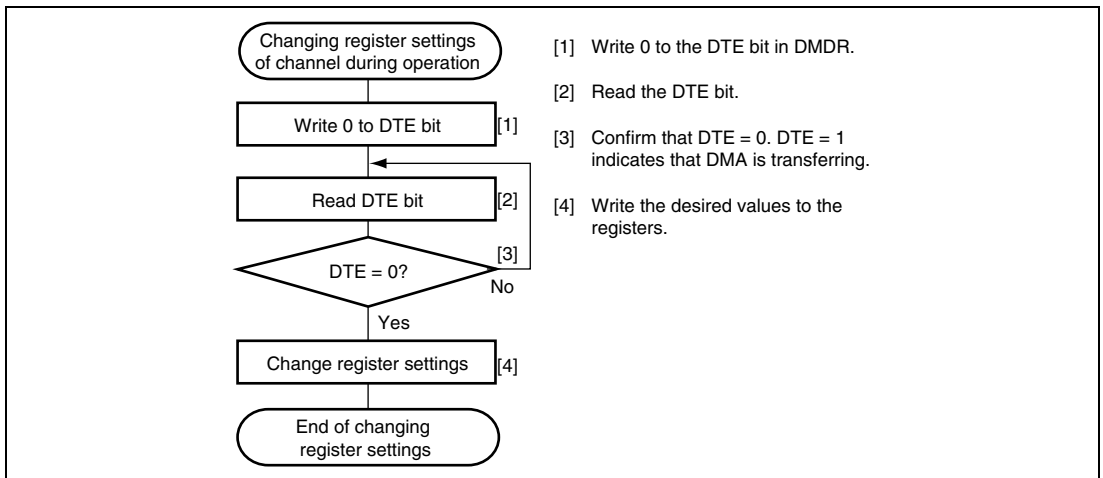 Changing register settings
of channel during operation
Write 0 to DTE bit
[1]
Read DTE bit
[2]
[3]
DTE = 0?
No
Yes
Change register settings
[4]
End of changing
register settings
[1] Write 0 to the DTE bit in DMDR.
[2] Read the DTE bit.
[3] Confirm that DTE = 0. DTE = 1
indicates that DMA is transferring.
[4] Write the desired values to the
registers.